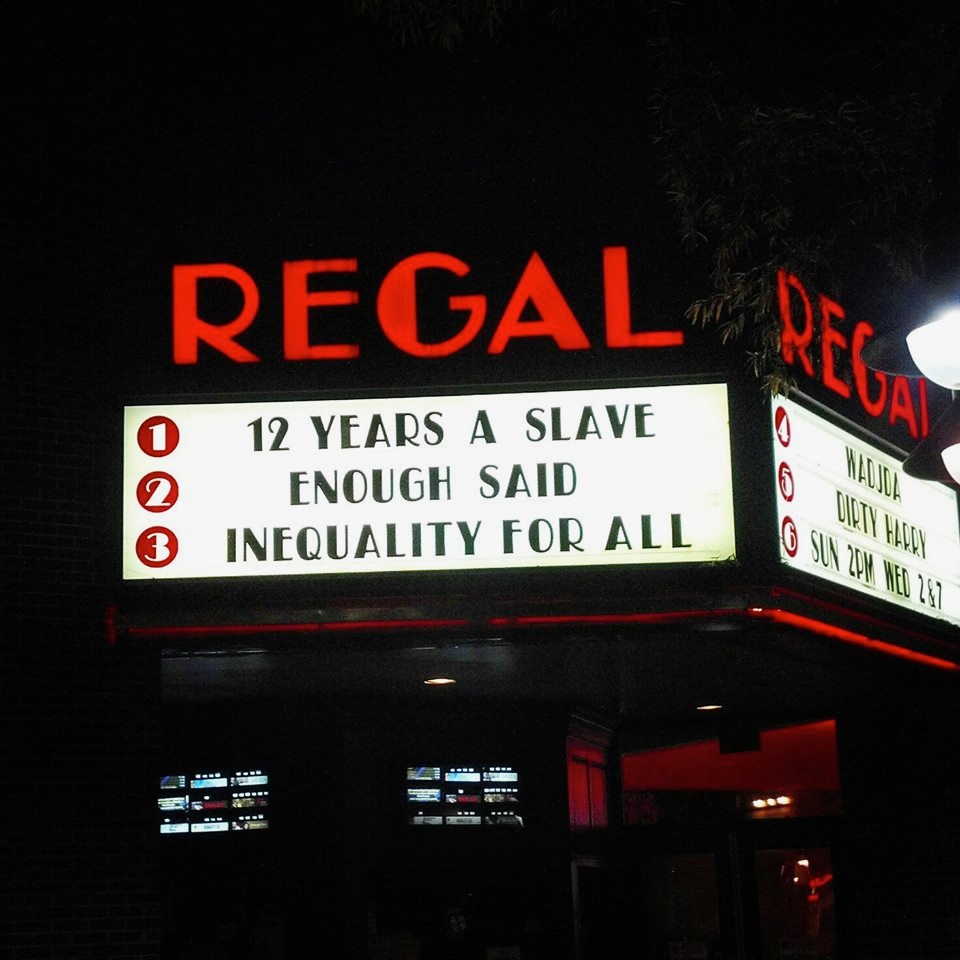 REGAL
1 12 YEARS A SLAVE
2 ENOUGH SAID
3 INEQUALITY FOR ALL
REGAL
4 WADJDA
5 DIRTY HARRY
6 SUN 2PM WED 2&7